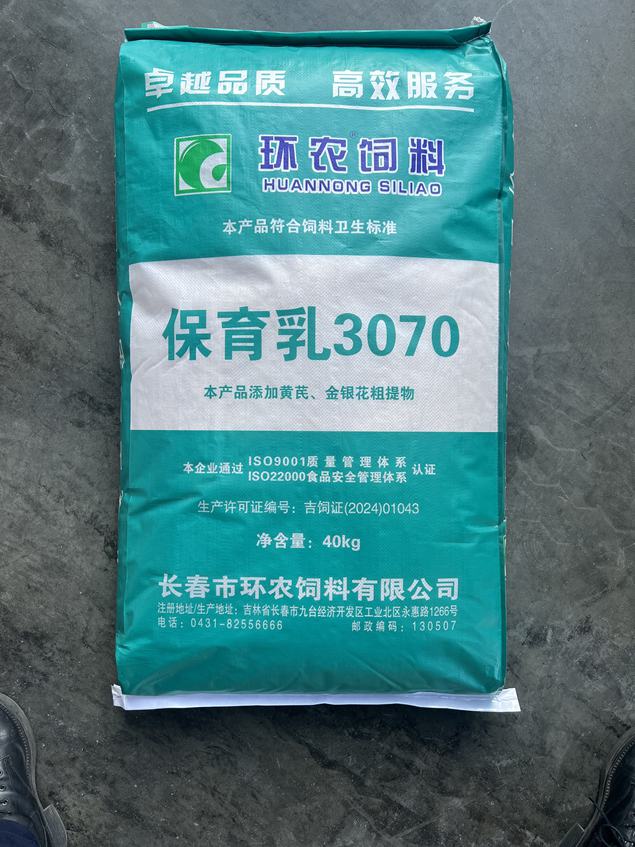 卓越品质 高效服务
环农饲料®
HUANNONG SILIAO
本产品符合饲料卫生标准
保育乳3070
本产品添加黄芪、金银花粗提物
本企业通过 ISO9001质量管理体系 认证
ISO22000食品安全管理体系
生产许可证编号：吉饲证(2024)01043
净含量：40kg
长春市环农饲料有限公司
注册地址/生产地址：吉林省长春市九台经济开发区工业北区永惠路1266号
电话：0431-82556666 邮政编码：130507